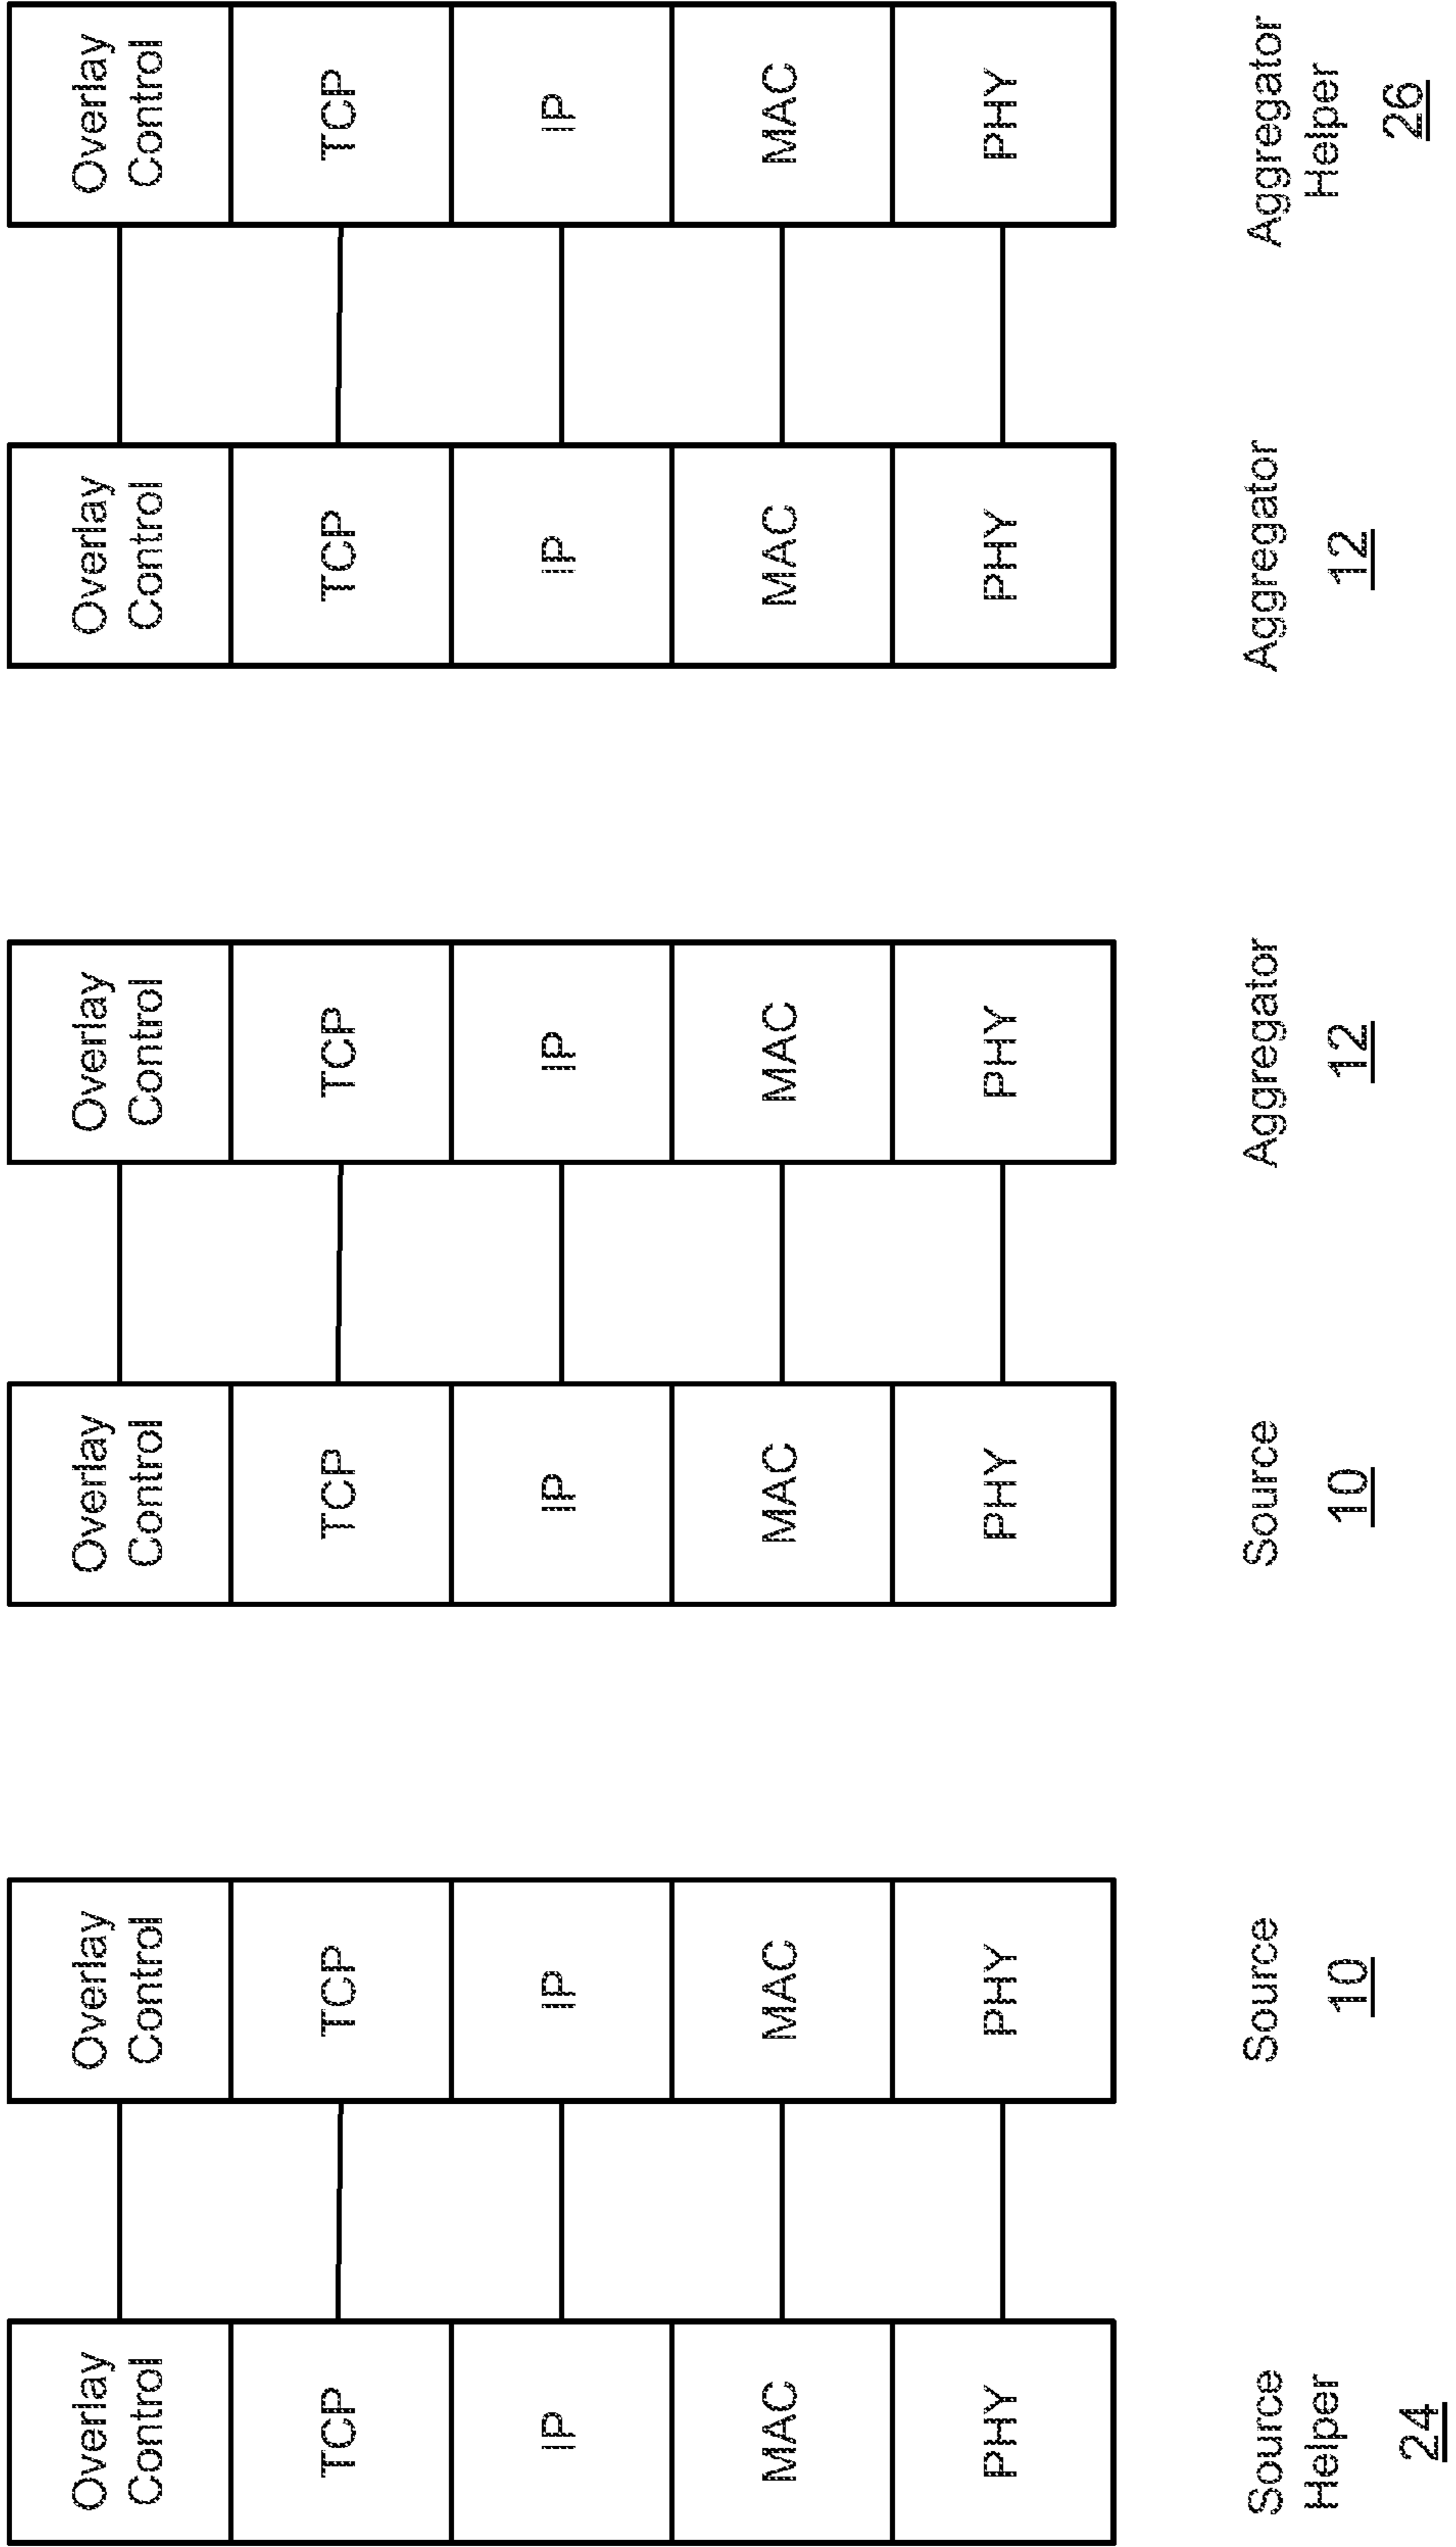 Overlay
Control
TCP
IP
MAC
PHY
Source
Helper
24
Overlay
Control
TCP
IP
MAC
PHY
Source
10
Overlay
Control
TCP
IP
MAC
PHY
Source
10
Overlay
Control
TCP
IP
MAC
PHY
Aggregator
12
Overlay
Control
TCP
IP
MAC
PHY
Aggregator
12
Overlay
Control
TCP
IP
MAC
PHY
Aggregator
Helper
26